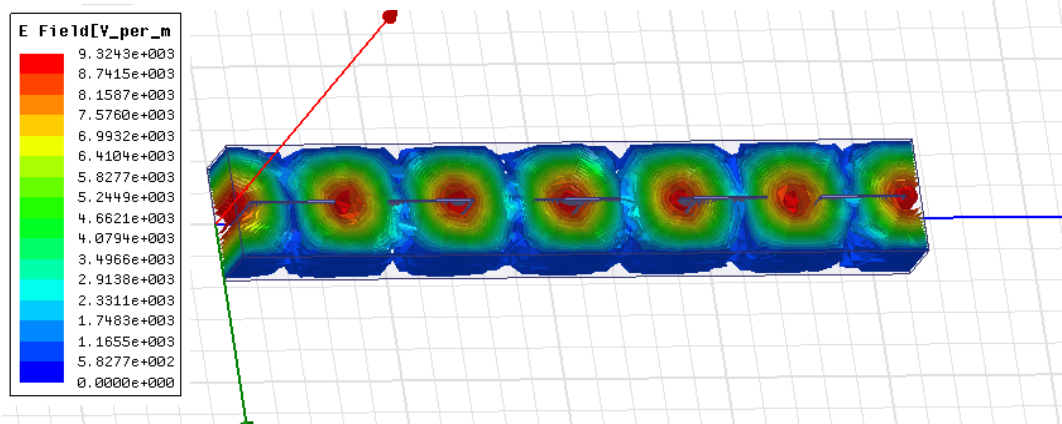 E Field[V_per_m
9.3243e+003
8.7415e+003
8.1587e+003
7.5760e+003
6.9932e+003
6.4104e+003
5.8277e+003
5.2449e+003
4.6621e+003
4.0794e+003
3.4966e+003
2.9138e+003
2.3311e+003
1.7483e+003
1.1655e+003
5.8277e+002
0.0000e+000